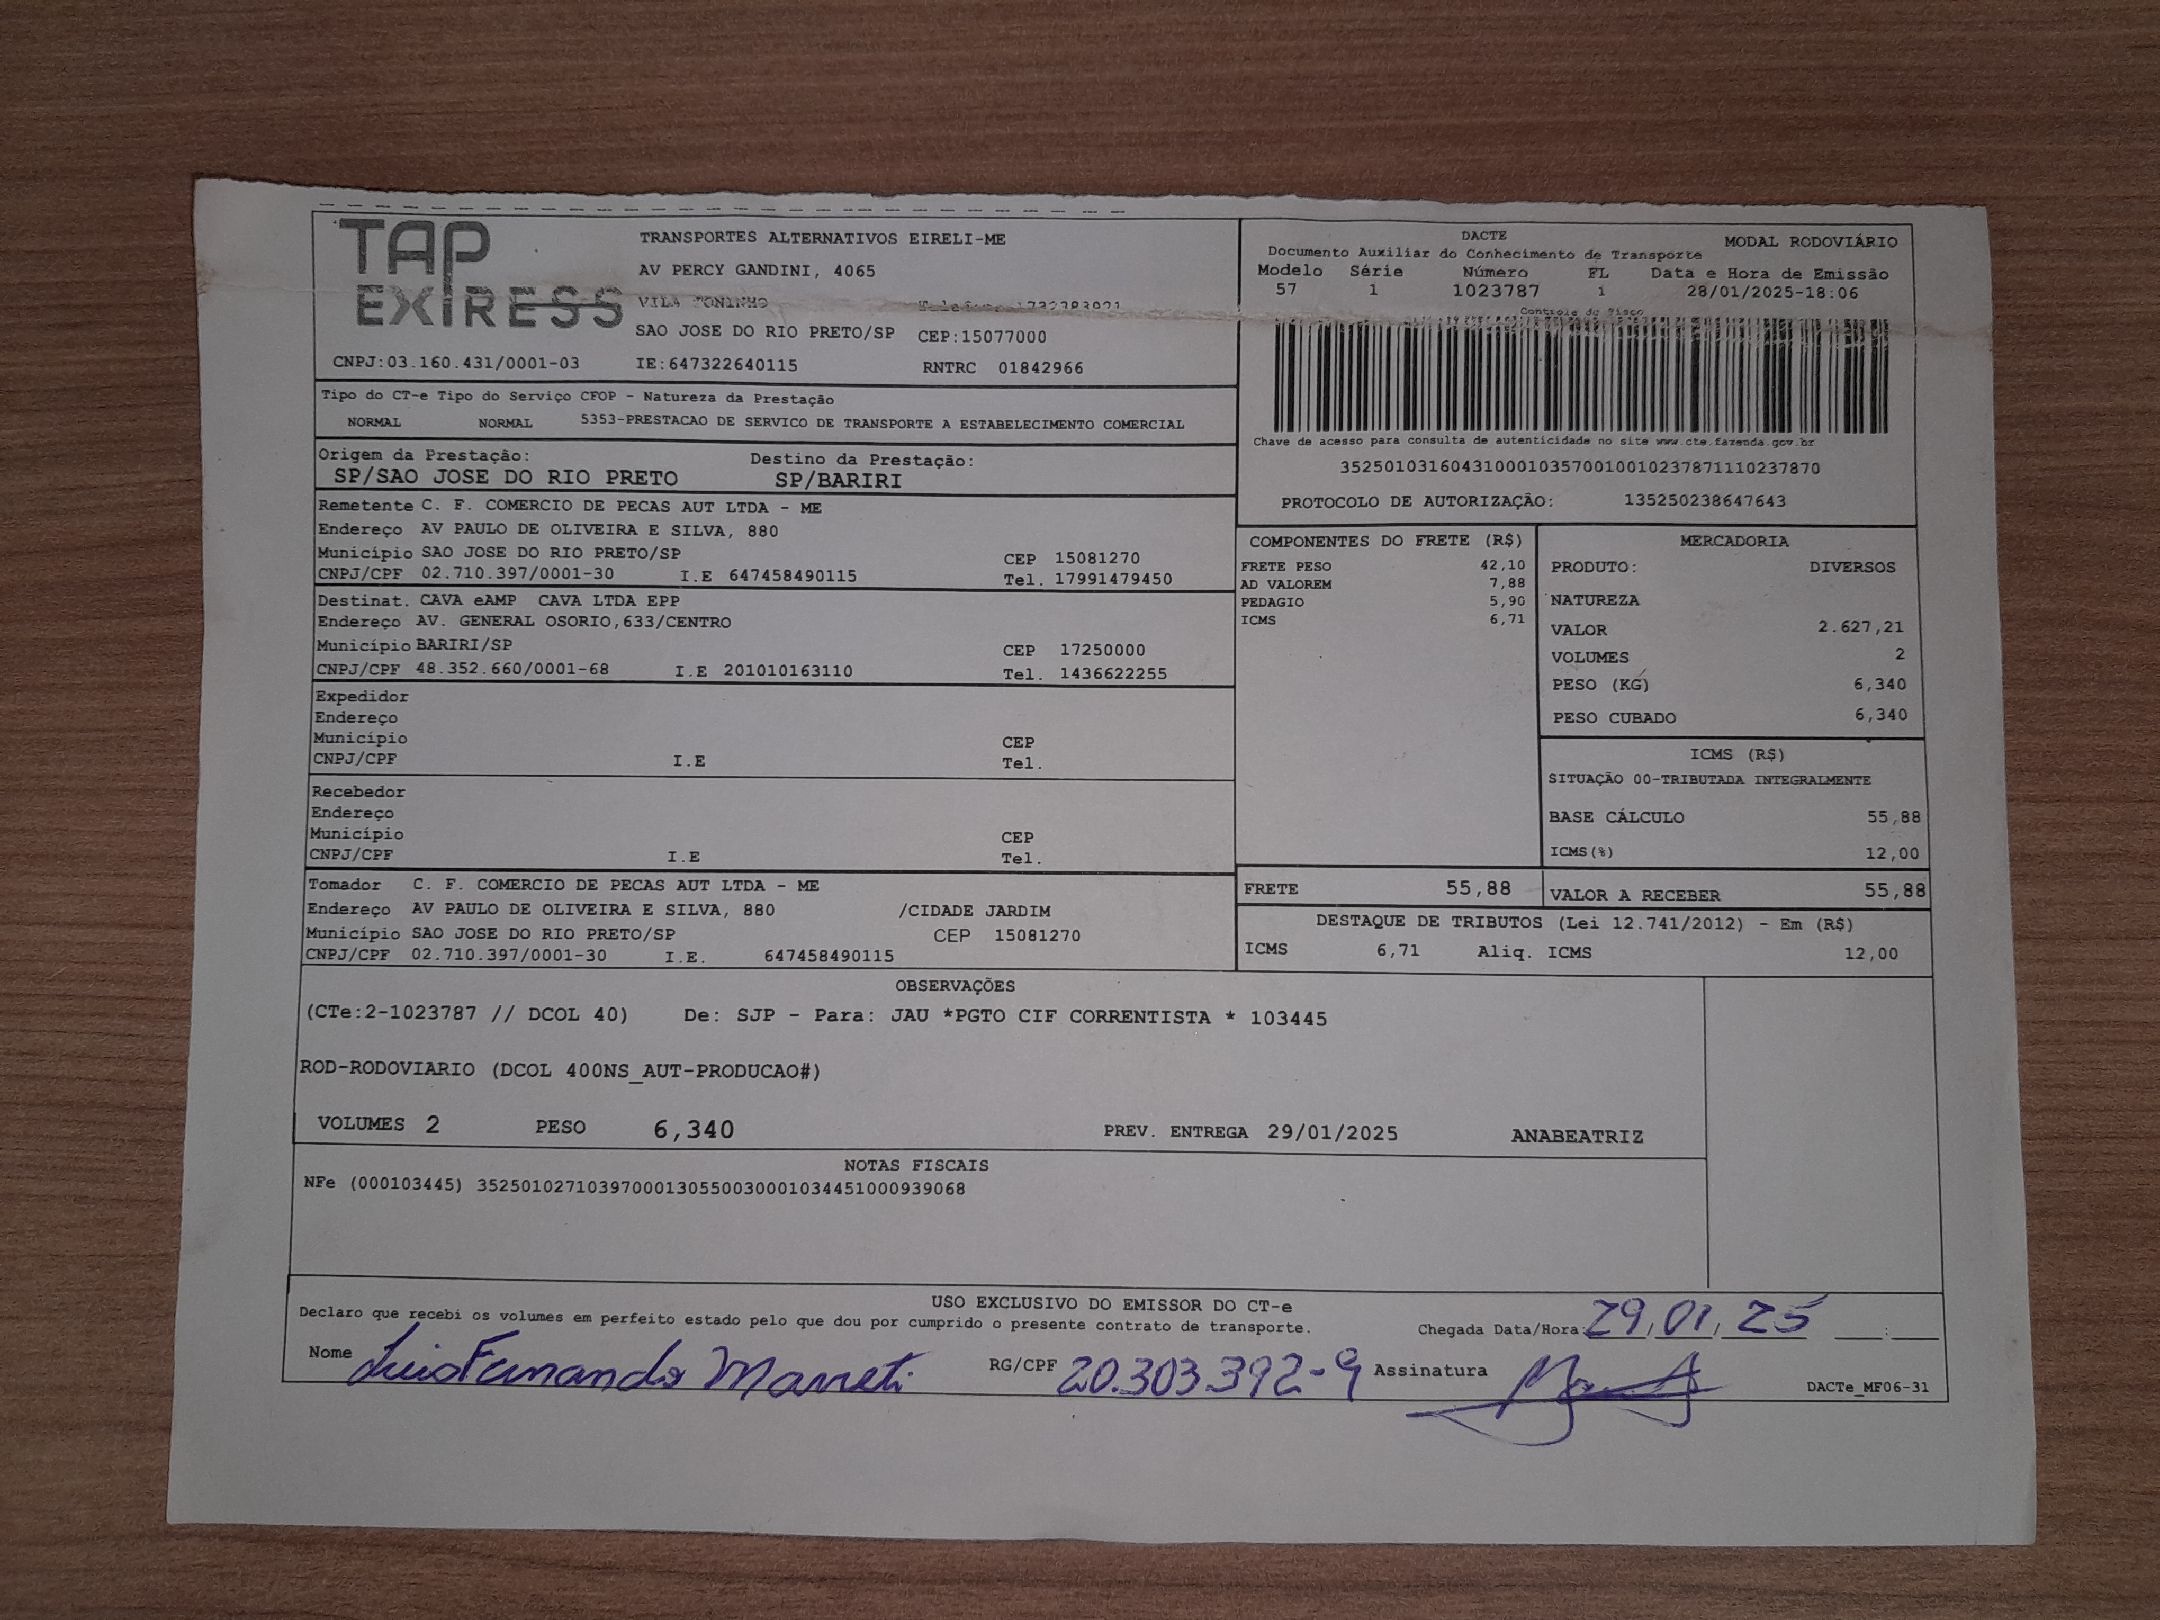 TAP
EXPRESS
TRANSPORTES ALTERNATIVOS EIRELI-ME
AV PERCY GANDINI, 4065
VILA TONINHO
SAO JOSE DO RIO PRETO/SP CEP:15077000
CNPJ:03.160.431/0001-03 IE:647322640115 RNTRC 01842966
DACTE
Documento Auxiliar do Conhecimento de Transporte
MODAL RODOVIÁRIO
Modelo Série Número FL Data e Hora de Emissão
57 1 1023787 1 28/01/2025-18:06
Controle do Fisco
Chave de acesso para consulta de autenticidade no site www.cte.fazenda.gov.br
35250103160431000103570010010237871110237870
PROTOCOLO DE AUTORIZAÇÃO: 135250238647643
Tipo do CT-e Tipo do Serviço CFOP - Natureza da Prestação
NORMAL NORMAL 5353-PRESTACAO DE SERVICO DE TRANSPORTE A ESTABELECIMENTO COMERCIAL
Origem da Prestação: Destino da Prestação:
SP/SAO JOSE DO RIO PRETO SP/BARIRI
Remetente C. F. COMERCIO DE PECAS AUT LTDA - ME
Endereço AV PAULO DE OLIVEIRA E SILVA, 880
Município SAO JOSE DO RIO PRETO/SP CEP 15081270
CNPJ/CPF 02.710.397/0001-30 I.E 647458490115 Tel. 17991479450
Destinat. CAVA eAMP CAVA LTDA EPP
Endereço AV. GENERAL OSORIO,633/CENTRO
Município BARIRI/SP CEP 17250000
CNPJ/CPF 48.352.660/0001-68 I.E 201010163110 Tel. 1436622255
Expedidor
Endereço
Município CEP
CNPJ/CPF I.E Tel.
Recebedor
Endereço
Município CEP
CNPJ/CPF I.E Tel.
Tomador C. F. COMERCIO DE PECAS AUT LTDA - ME
Endereço AV PAULO DE OLIVEIRA E SILVA, 880 /CIDADE JARDIM
Município SAO JOSE DO RIO PRETO/SP CEP 15081270
CNPJ/CPF 02.710.397/0001-30 I.E. 647458490115
COMPONENTES DO FRETE (R$)
FRETE PESO 42,10
AD VALOREM 7,88
PEDAGIO 5,90
ICMS 6,71
MERCADORIA
PRODUTO: DIVERSOS
NATUREZA
VALOR 2.627,21
VOLUMES 2
PESO (KG) 6,340
PESO CUBADO 6,340
ICMS (R$)
SITUAÇÃO 00-TRIBUTADA INTEGRALMENTE
BASE CÁLCULO 55,88
ICMS(%) 12,00
FRETE 55,88 VALOR A RECEBER 55,88
DESTAQUE DE TRIBUTOS (Lei 12.741/2012) - Em (R$)
ICMS 6,71 Aliq. ICMS 12,00
OBSERVAÇÕES
(CTe:2-1023787 // DCOL 40) De: SJP - Para: JAU *PGTO CIF CORRENTISTA * 103445
ROD-RODOVIARIO (DCOL 400NS_AUT-PRODUCAO#)
VOLUMES 2 PESO 6,340 PREV. ENTREGA 29/01/2025 ANABEATRIZ
NOTAS FISCAIS
NFe (000103445) 35250102710397000130550030001034451000939068
USO EXCLUSIVO DO EMISSOR DO CT-e
Declaro que recebi os volumes em perfeito estado pelo que dou por cumprido o presente contrato de transporte.
Chegada Data/Hora 29/01/25 __:__
Nome Luis Fernando RG/CPF 20.303.392-9 Assinatura
DACTe_MF06-31